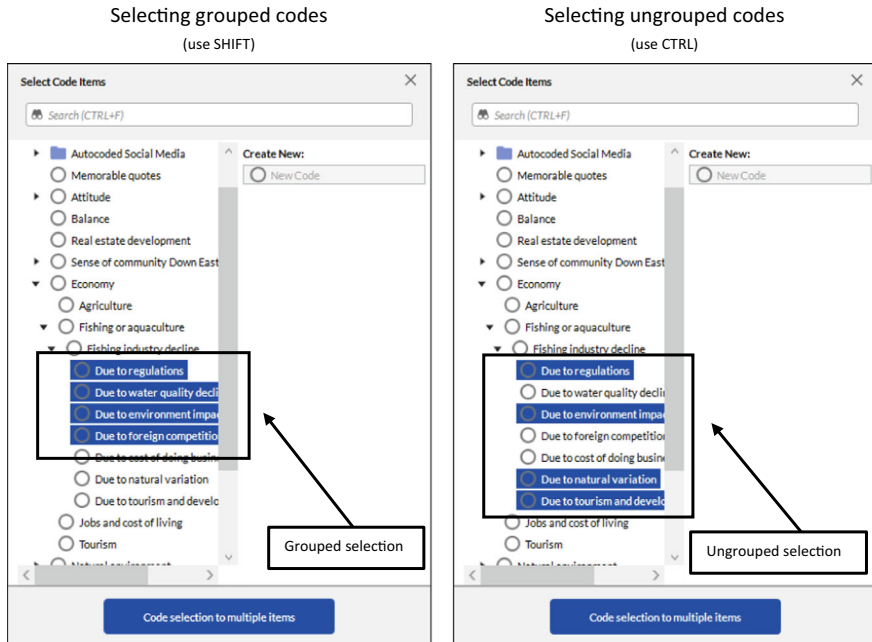 Selecting grouped codes
(use SHIFT)
Select Code Items
Search (CTRL+F)
Autocoded Social Media
Memorable quotes
Attitude
Balance
Real estate development
Sense of community Down East
Economy
Agriculture
Fishing or aquaculture
Fishing industry decline
Due to regulations
Due to water quality decli
Due to environment impa
Due to foreign competitio
Due to cost of doing busin
Due to natural variation
Due to tourism and develo
Jobs and cost of living
Tourism
Natural environment
Create New:
New Code
Grouped selection
Code selection to multiple items
Selecting ungrouped codes
(use CTRL)
Select Code Items
Search (CTRL+F)
Autocoded Social Media
Memorable quotes
Attitude
Balance
Real estate development
Sense of community Down East
Economy
Agriculture
Fishing or aquaculture
Fishing industry decline
Due to regulations
Due to water quality declin
Due to environment impa
Due to foreign competitior
Due to cost of doing busine
Due to natural variation
Due to tourism and develo
Jobs and cost of living
Tourism
Natural environment
Create New:
New Code
Ungrouped selection
Code selection to multiple items